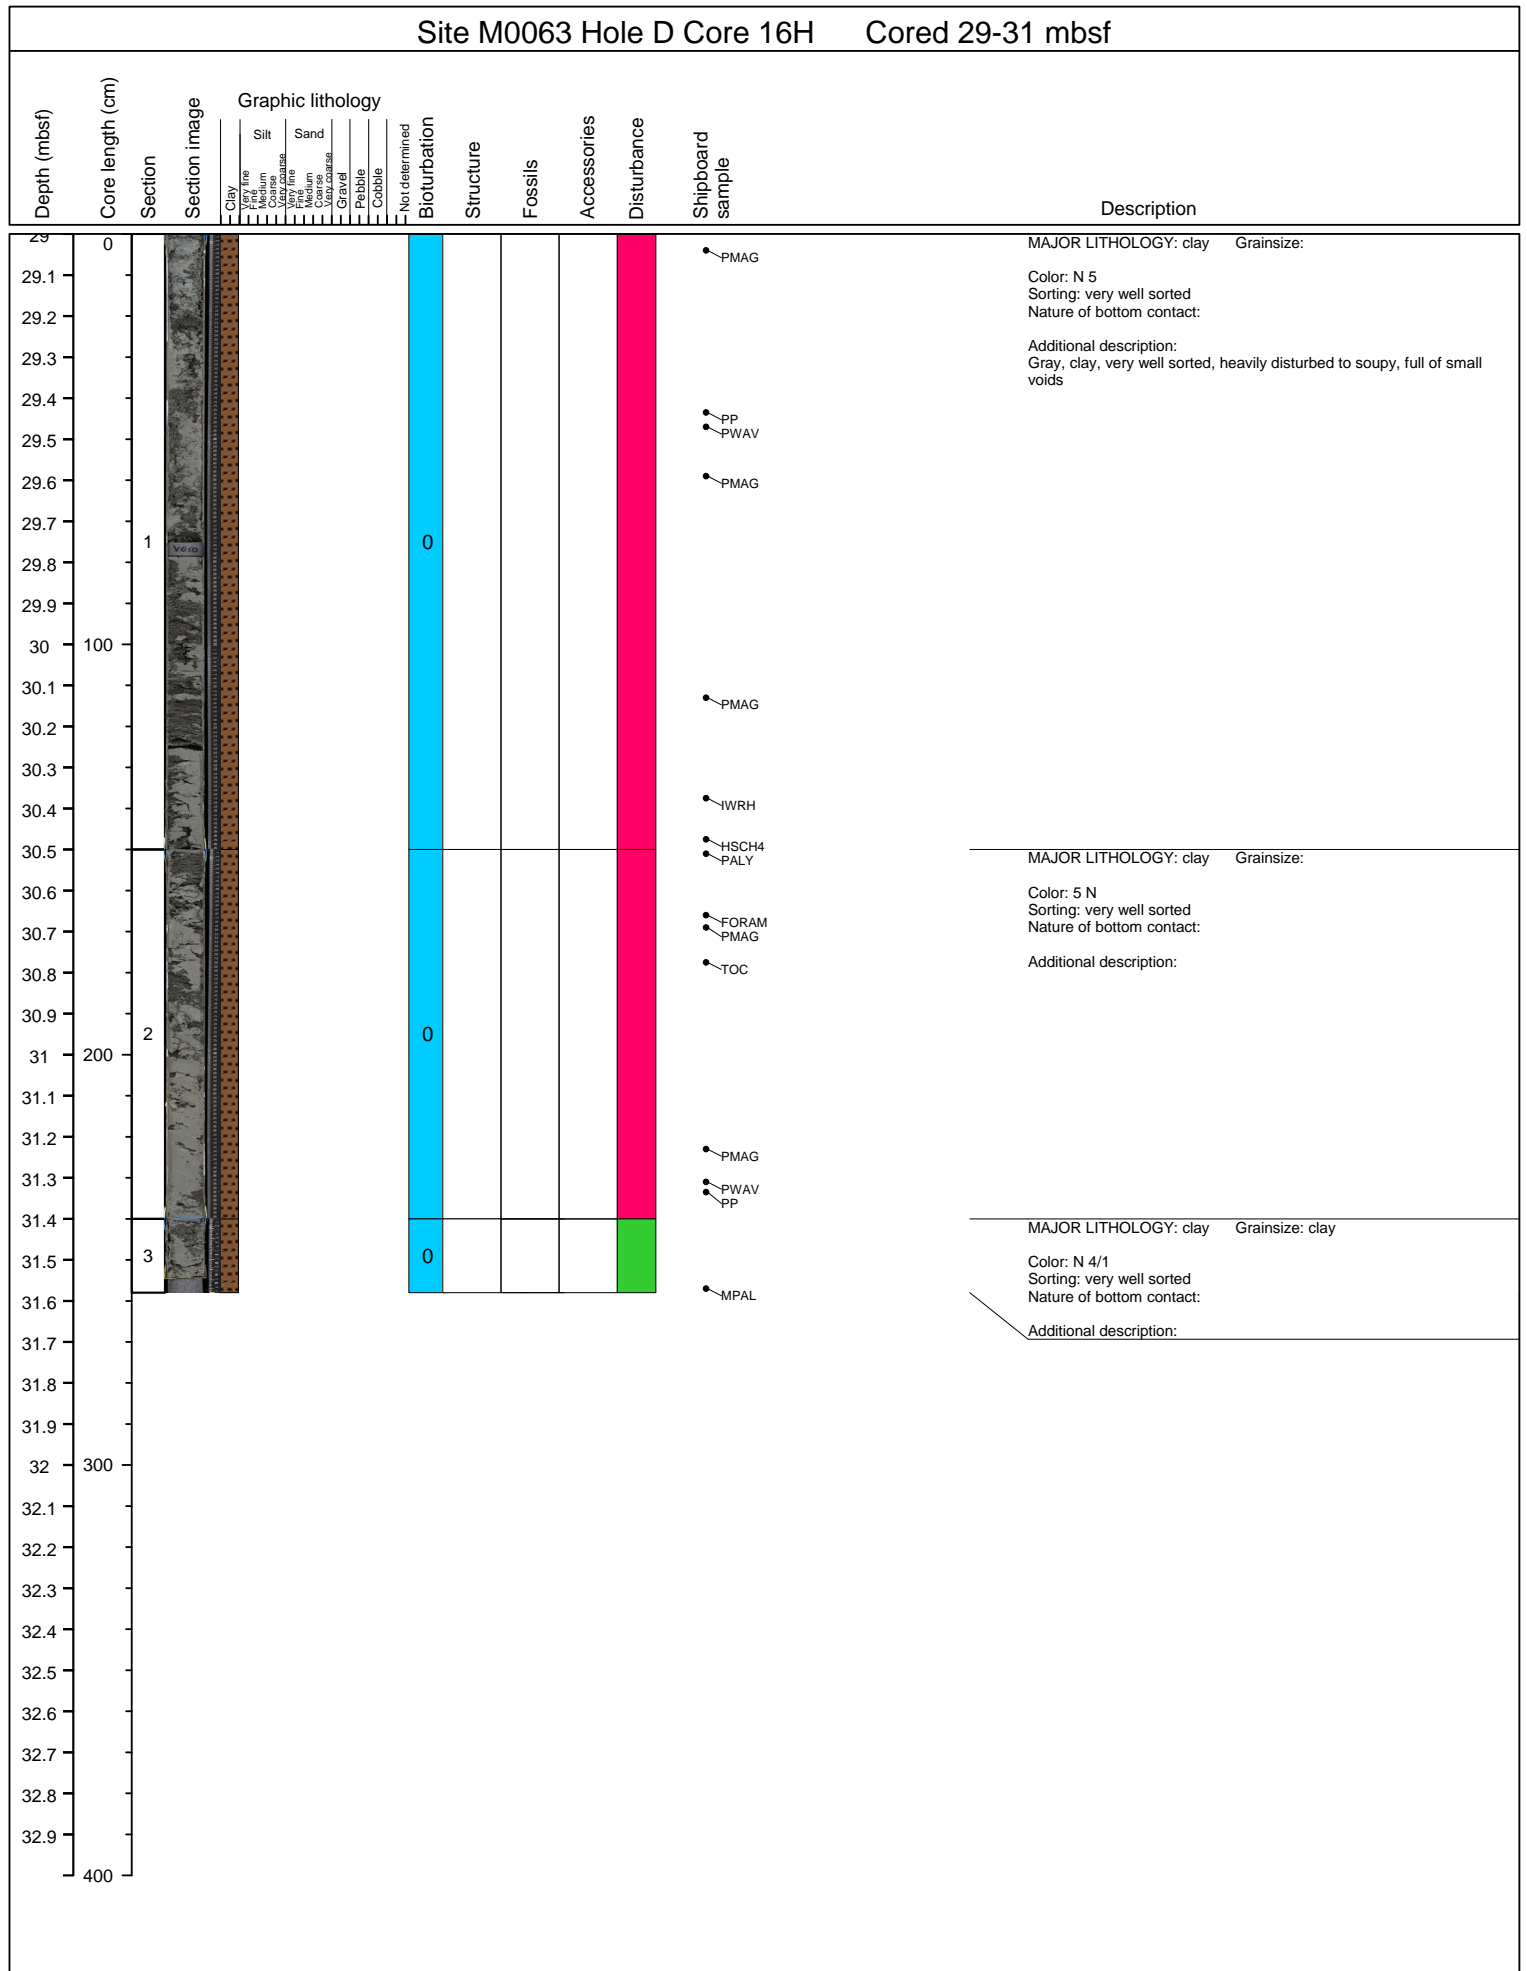 Site M0063 Hole D Core 16H Cored 29-31 mbsf
Depth (mbsf)
Core length (cm)
Section
Section image
Graphic lithology
Clay
Silt
Very fine
Fine
Medium
Coarse
Very coarse
Sand
Very fine
Fine
Medium
Coarse
Very coarse
Gravel
Pebble
Cobble
Not determined
Bioturbation
Structure
Fossils
Accessories
Disturbance
Shipboard
sample
Description
29
29.1
29.2
29.3
29.4
29.5
29.6
29.7
29.8
29.9
30
30.1
30.2
30.3
30.4
30.5
30.6
30.7
30.8
30.9
31
31.1
31.2
31.3
31.4
31.5
31.6
31.7
31.8
31.9
32
32.1
32.2
32.3
32.4
32.5
32.6
32.7
32.8
32.9
0
100
200
300
400
1
2
3
VOID
0
0
0
PMAG
PP
PWAV
PMAG
PMAG
IWRH
HSCH4
PALY
FORAM
PMAG
TOC
PMAG
PWAV
PP
MPAL
MAJOR LITHOLOGY: clay Grainsize:
Color: N 5
Sorting: very well sorted
Nature of bottom contact:
Additional description:
Gray, clay, very well sorted, heavily disturbed to soupy, full of small
voids
MAJOR LITHOLOGY: clay Grainsize:
Color: 5 N
Sorting: very well sorted
Nature of bottom contact:
Additional description:
MAJOR LITHOLOGY: clay Grainsize: clay
Color: N 4/1
Sorting: very well sorted
Nature of bottom contact:
Additional description: